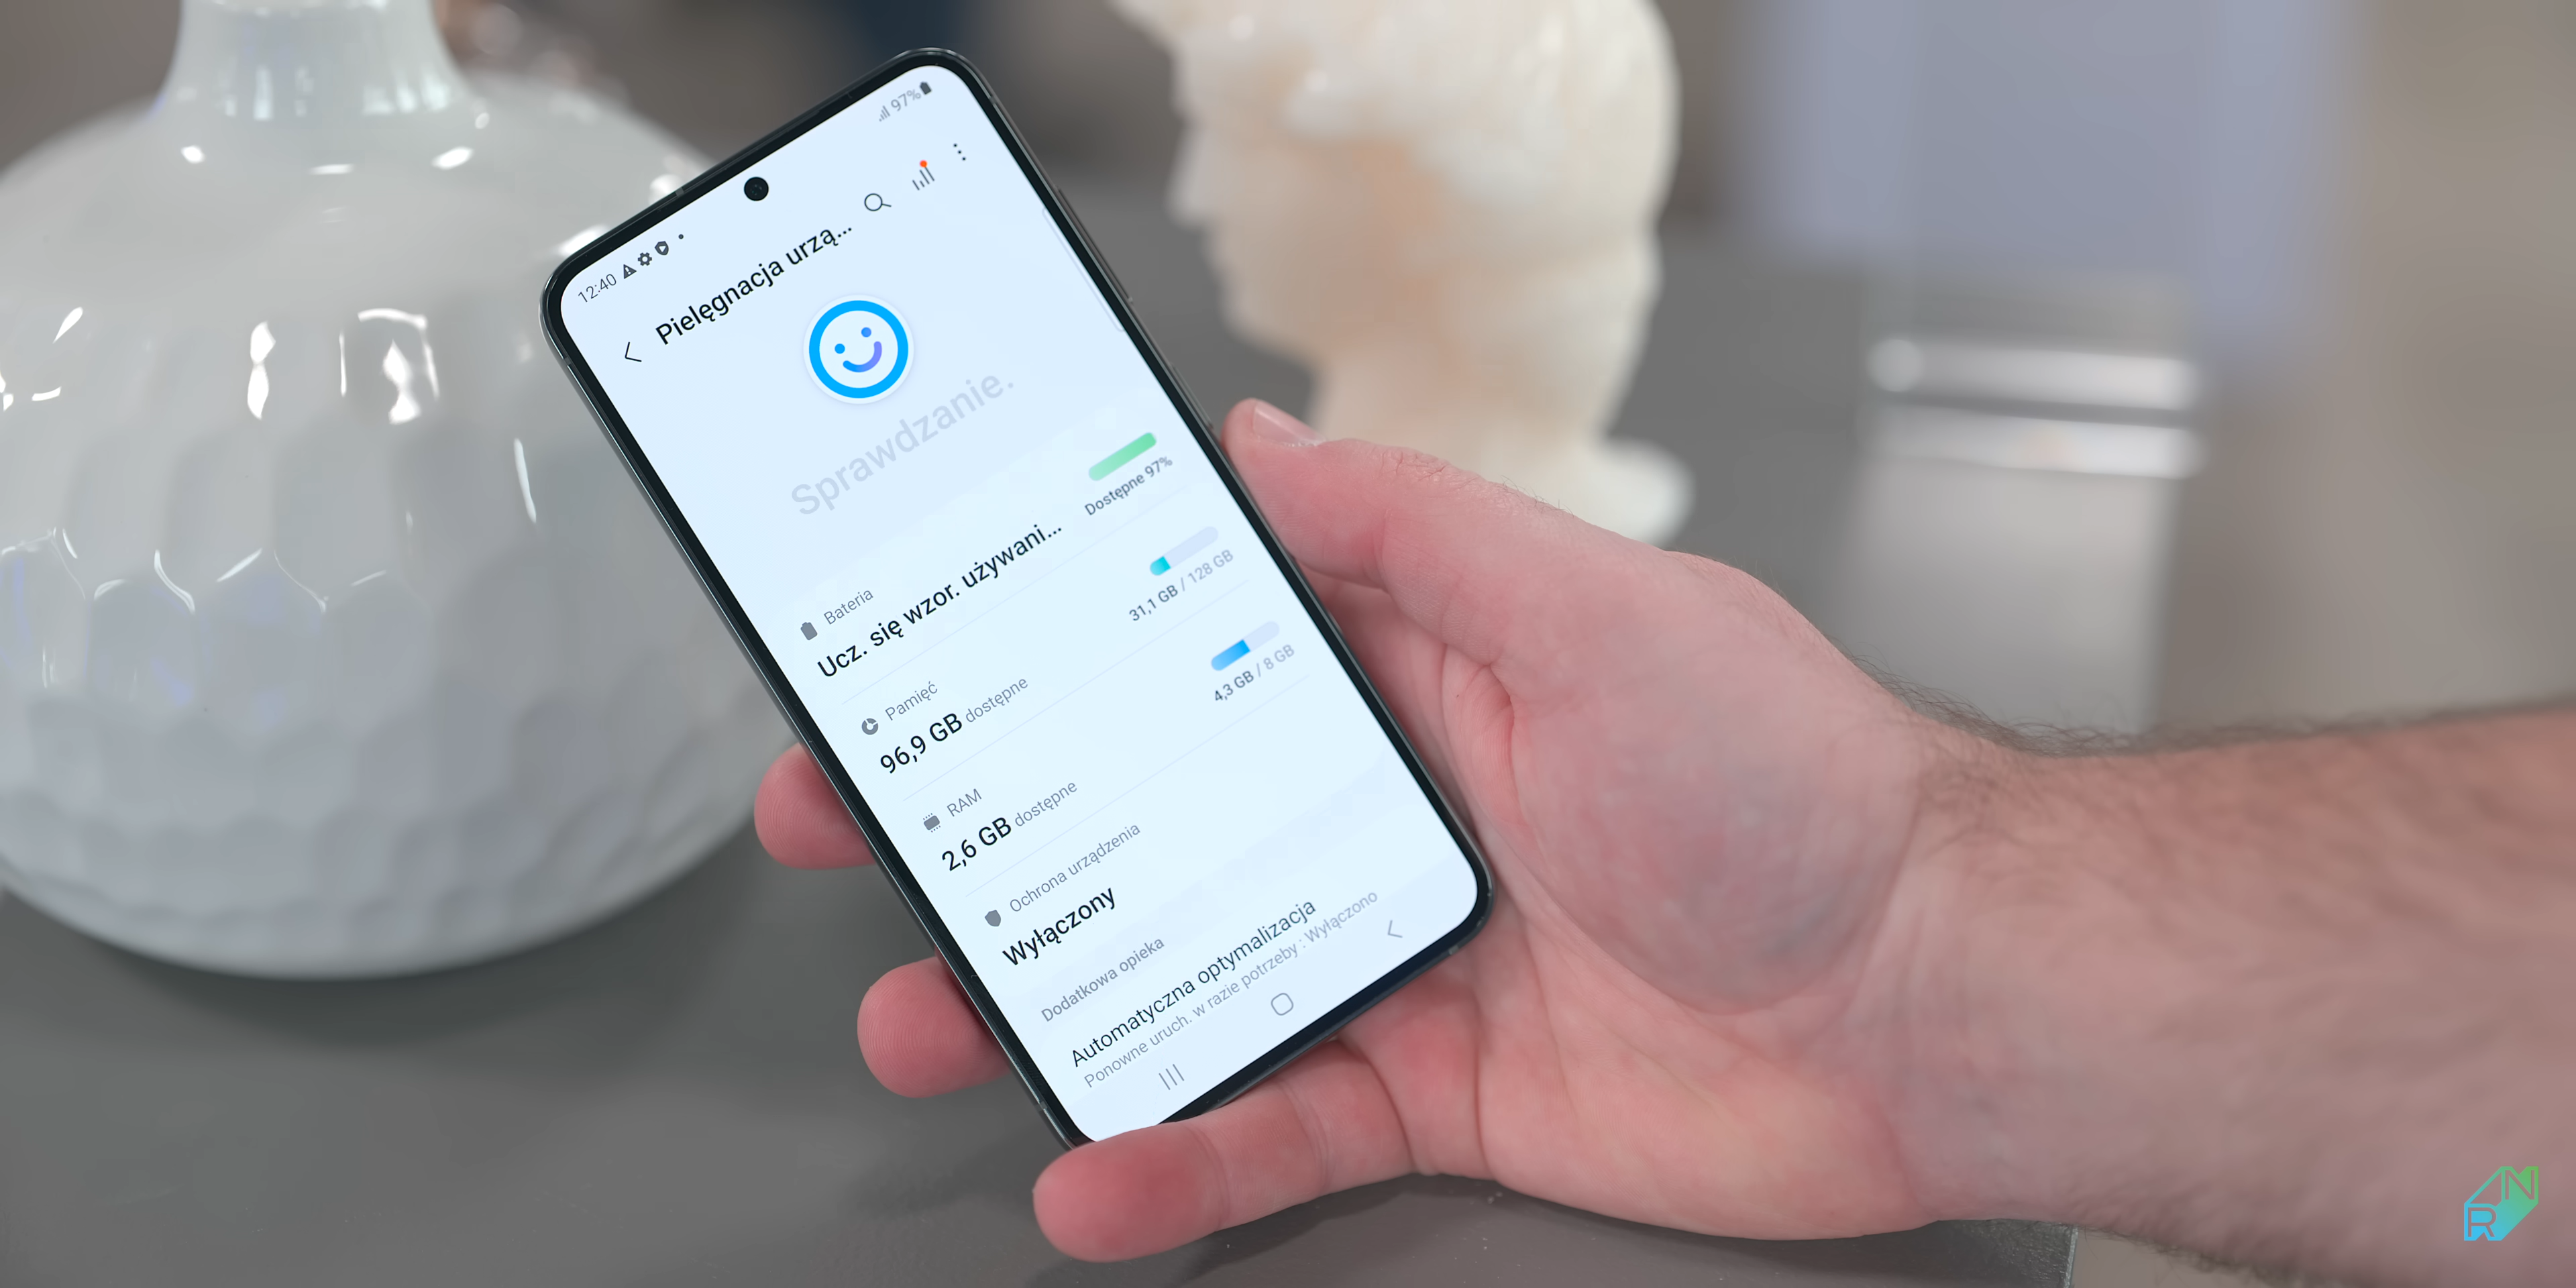 12:40
97%
Pielęgnacja urzą...
Sprawdzanie.
Bateria
Ucz. się wzor. używani...
Dostępne 97%
Pamięć
96,9 GB dostępne
31,1 GB / 128 GB
RAM
2,6 GB dostępne
4,3 GB / 8 GB
Ochrona urządzenia
Wyłączony
Dodatkowa opieka
Automatyczna optymalizacja
Ponowne uruch. w razie potrzeby : Wyłączono
RN